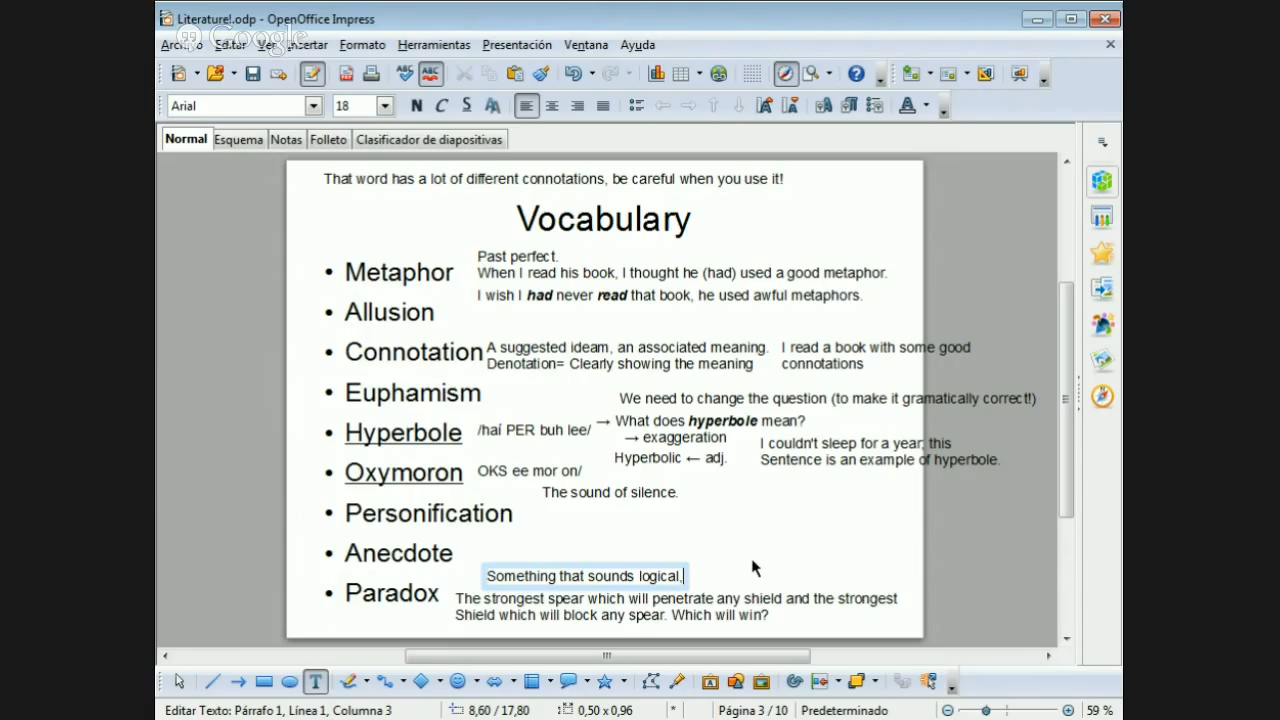 Literature!.odp - OpenOffice Impress
Google
Archivo Editar Ver Insertar Formato Herramientas Presentación Ventana Ayuda
Arial 18
Normal Esquema Notas Folleto Clasificador de diapositivas
That word has a lot of different connotations, be careful when you use it!
Vocabulary
Past perfect.
• Metaphor When I read his book, I thought he (had) used a good metaphor.
I wish I had never read that book, he used awful metaphors.
• Allusion
• Connotation A suggested ideam, an associated meaning. I read a book with some good
Denotation= Clearly showing the meaning connotations
• Euphamism We need to change the question (to make it gramatically correct!)
→ What does hyperbole mean?
• Hyperbole /haí PER buh lee/ → exaggeration I couldn't sleep for a year; this
Hyperbolic ← adj. Sentence is an example of hyperbole.
• Oxymoron OKS ee mor on/
The sound of silence.
• Personification
• Anecdote
Something that sounds logical,
• Paradox The strongest spear which will penetrate any shield and the strongest
Shield which will block any spear. Which will win?
Editar Texto: Párrafo 1, Línea 1, Columna 3 8,60 / 17,80 0,50 x 0,96 * Página 3 / 10 Predeterminado 59 %